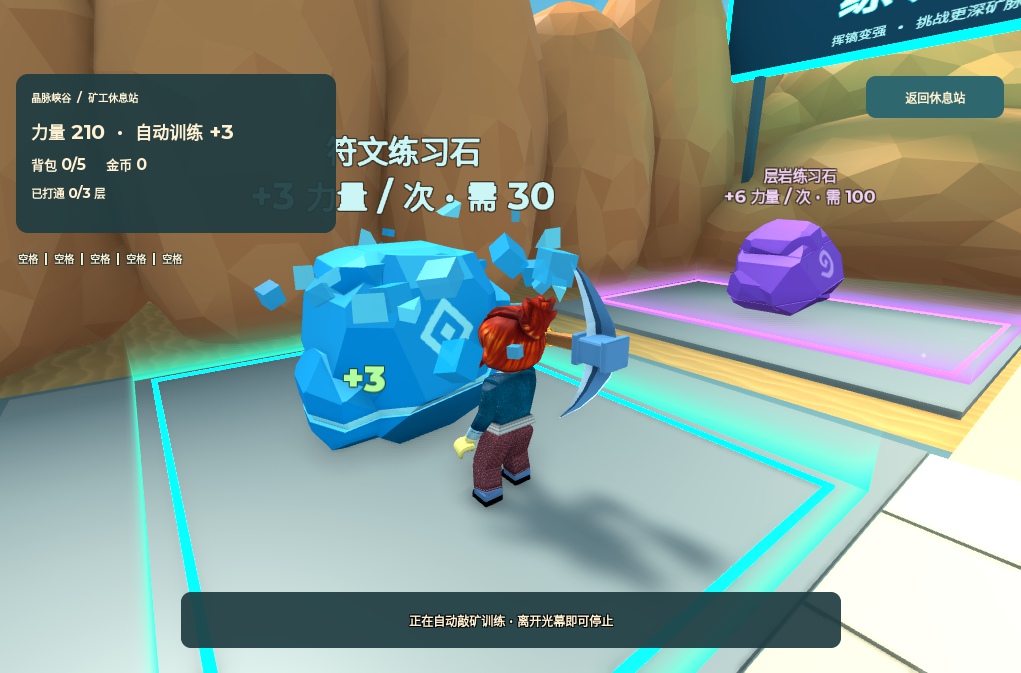 挥镐变强 · 挑战更深矿脉
晶脉峡谷 / 矿工休息站
力量 210 · 自动训练 +3
背包 0/5 金币 0
已打通 0/3 层
返回休息站
符文练习石
+3 力量 / 次 · 需 30
层岩练习石
+6 力量 / 次 · 需 100
空格 | 空格 | 空格 | 空格 | 空格
+3
正在自动敲矿训练 · 离开光幕即可停止